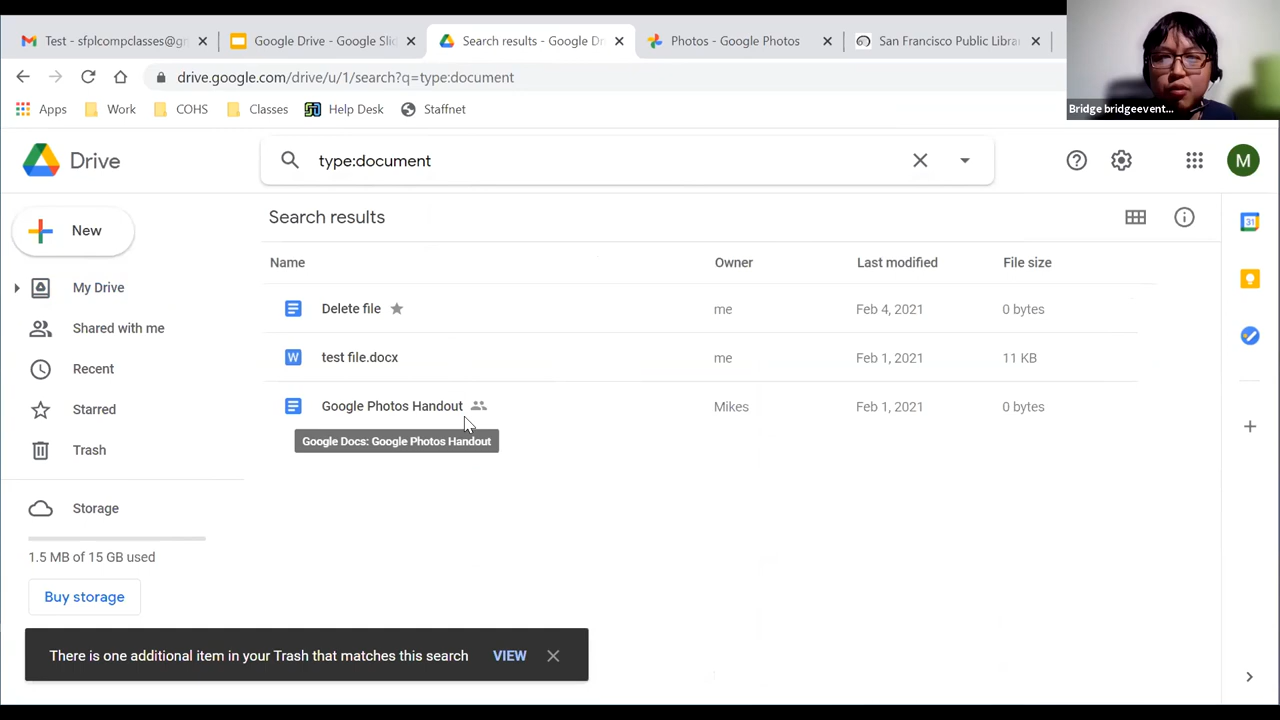 Test - sfplcompclasses@gn
Google Drive - Google Slid
Search results - Google Dr
Photos - Google Photos
San Francisco Public Libra
drive.google.com/drive/u/1/search?q=type:document
Apps Work COHS Classes Help Desk Staffnet
Bridge bridgeevent...
Drive
type:document
M
New
Search results
31
Name Owner Last modified File size
My Drive
Delete file me Feb 4, 2021 0 bytes
Shared with me
W test file.docx me Feb 1, 2021 11 KB
Recent
Google Photos Handout Mikes Feb 1, 2021 0 bytes
Starred
Google Docs: Google Photos Handout
Trash
Storage
1.5 MB of 15 GB used
Buy storage
There is one additional item in your Trash that matches this search VIEW